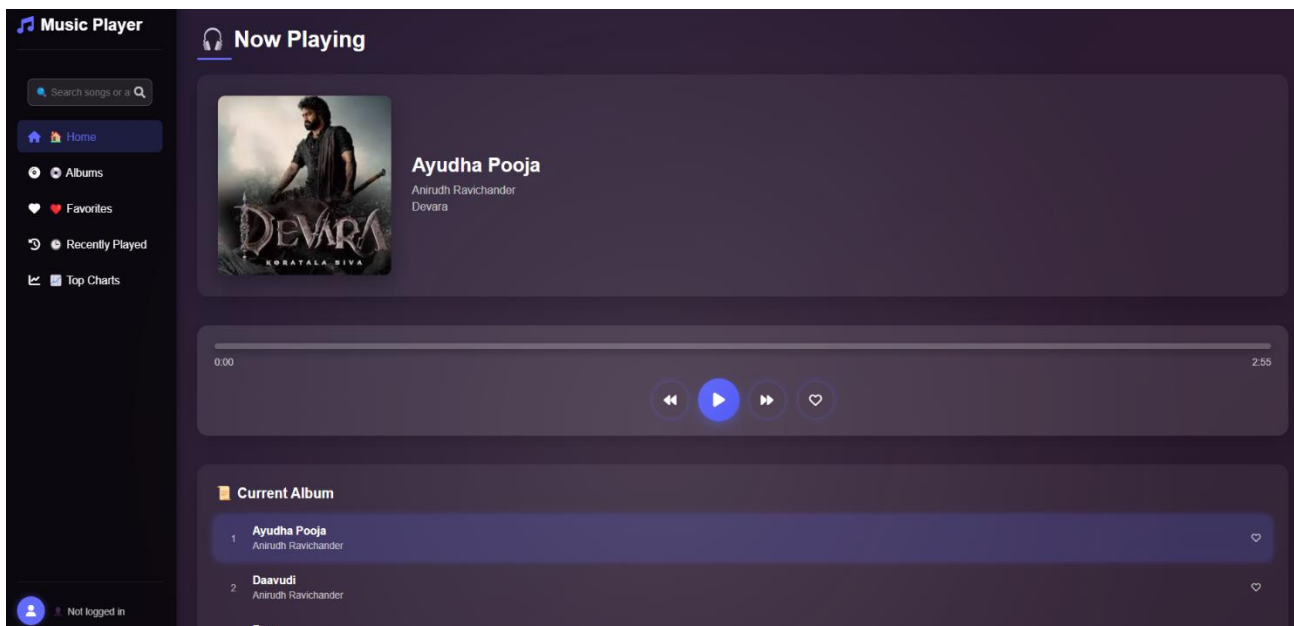 Music Player
Search songs or a
Home
Albums
Favorites
Recently Played
Top Charts
Not logged in
Now Playing
DEVARA
KORATALA SIVA
Ayudha Pooja
Anirudh Ravichander
Devara
0:00
2:55
Current Album
1
Ayudha Pooja
Anirudh Ravichander
2
Daavudi
Anirudh Ravichander